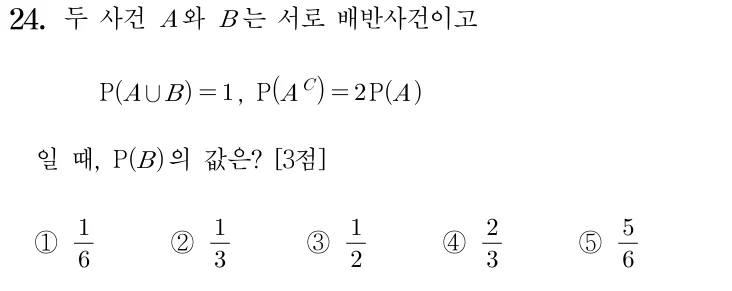 24. 두 사건 A와 B는 서로 배반사건이고
P(A∪B)=1, P(A^C)=2P(A)
일 때, P(B)의 값은? [3점]
① 1/6 ② 1/3 ③ 1/2 ④ 2/3 ⑤ 5/6